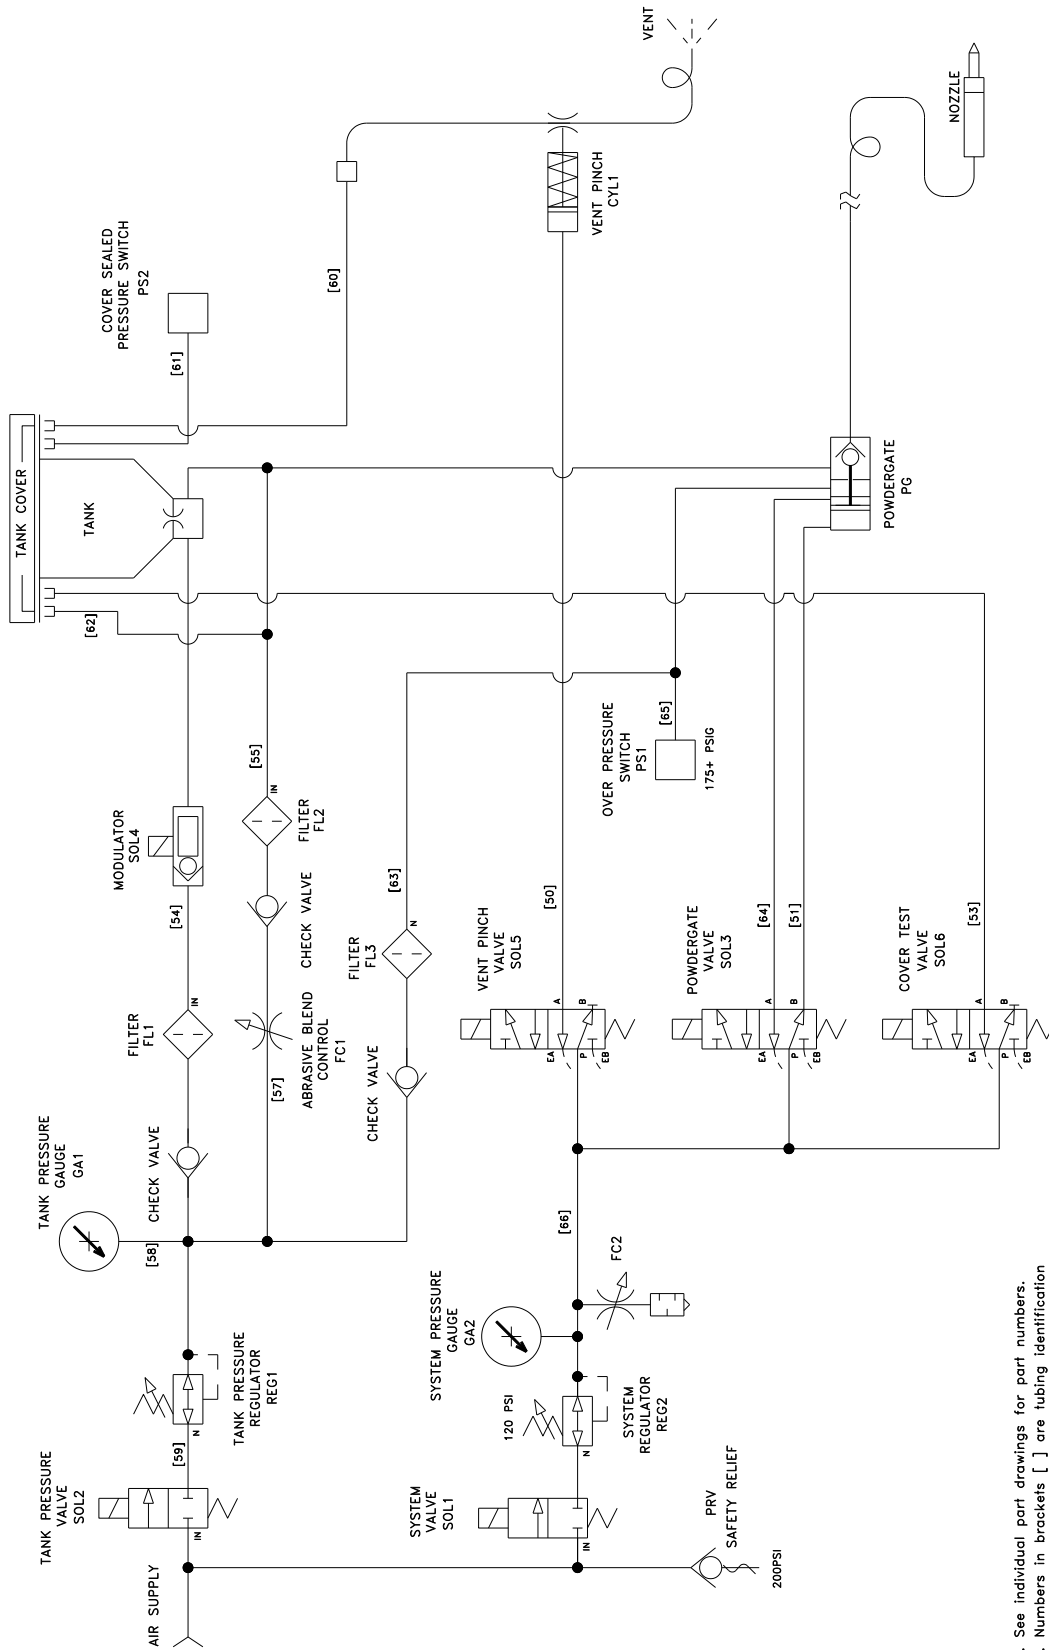 AIR SUPPLY
TANK PRESSURE
VALVE
SOL2
IN
[59]
IN
TANK PRESSURE
REGULATOR
REG1
TANK PRESSURE
GAUGE
GA1
[58]
CHECK VALVE
FILTER
FL1
IN
[54]
MODULATOR
SOL4
[62]
TANK
TANK COVER
[61]
COVER SEALED
PRESSURE SWITCH
PS2
[60]
VENT
[57]
ABRASIVE BLEND
CONTROL
FC1
CHECK VALVE
FILTER
FL2
IN
[55]
CHECK VALVE
FILTER
FL3
IN
[63]
SYSTEM
VALVE
SOL1
IN
120 PSI
IN
SYSTEM
REGULATOR
REG2
SYSTEM PRESSURE
GAUGE
GA2
FC2
[66]
VENT PINCH
VALVE
SOL5
EA
P
EB
A
B
[50]
VENT PINCH
CYL1
OVER PRESSURE
SWITCH
PS1
[65]
175+ PSIG
POWDERGATE
VALVE
SOL3
EA
P
EB
A
B
[64]
[51]
POWDERGATE
PG
NOZZLE
COVER TEST
VALVE
SOL6
EA
P
EB
A
B
[53]
PRV
SAFETY RELIEF
200PSI
. See individual part drawings for part numbers.
. Numbers in brackets [ ] are tubing identification